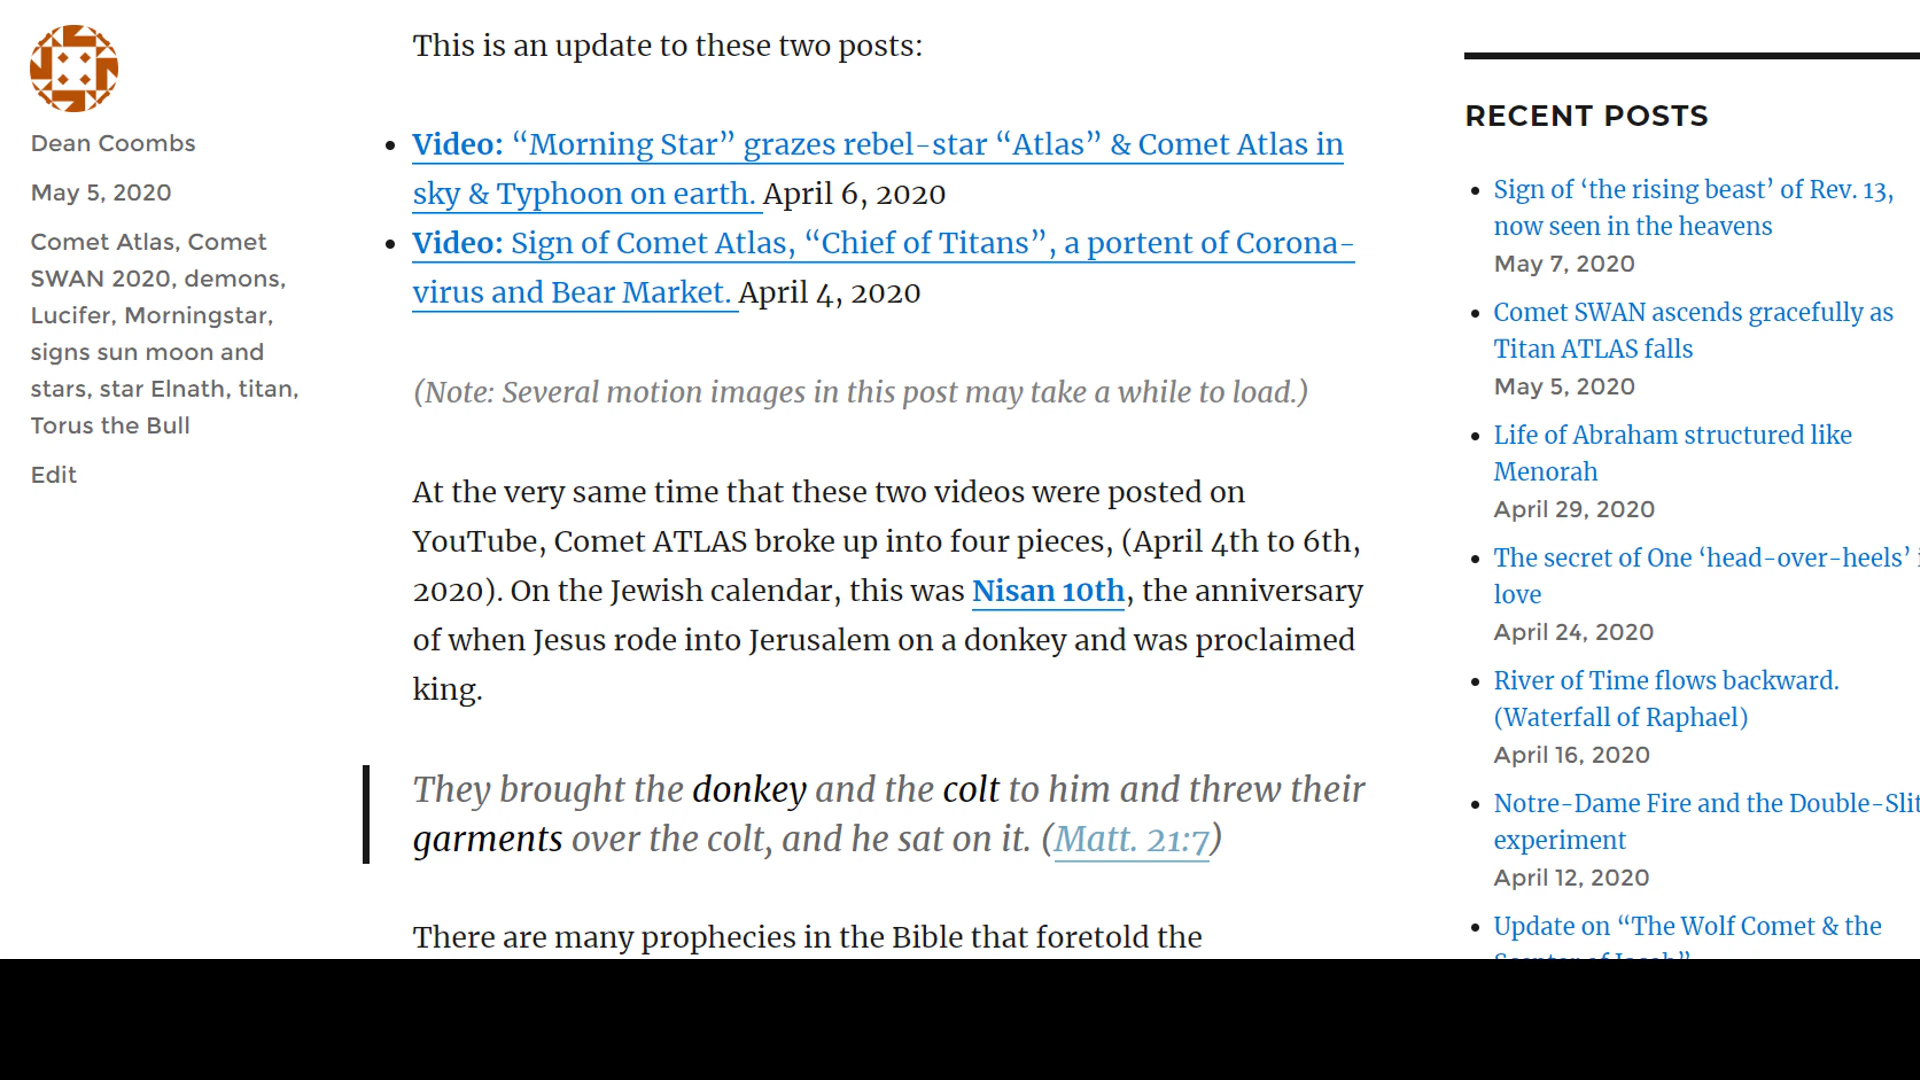 Dean Coombs
May 5, 2020
Comet Atlas, Comet
SWAN 2020, demons,
Lucifer, Morningstar,
signs sun moon and
stars, star Elnath, titan,
Torus the Bull
Edit
This is an update to these two posts:
• Video: “Morning Star” grazes rebel-star “Atlas” & Comet Atlas in
sky & Typhoon on earth. April 6, 2020
• Video: Sign of Comet Atlas, “Chief of Titans”, a portent of Corona-
virus and Bear Market. April 4, 2020
(Note: Several motion images in this post may take a while to load.)
At the very same time that these two videos were posted on
YouTube, Comet ATLAS broke up into four pieces, (April 4th to 6th,
2020). On the Jewish calendar, this was Nisan 10th, the anniversary
of when Jesus rode into Jerusalem on a donkey and was proclaimed
king.
They brought the donkey and the colt to him and threw their
garments over the colt, and he sat on it. (Matt. 21:7)
There are many prophecies in the Bible that foretold the
RECENT POSTS
• Sign of ‘the rising beast’ of Rev. 13,
now seen in the heavens
May 7, 2020
• Comet SWAN ascends gracefully as
Titan ATLAS falls
May 5, 2020
• Life of Abraham structured like
Menorah
April 29, 2020
• The secret of One ‘head-over-heels’
love
April 24, 2020
• River of Time flows backward.
(Waterfall of Raphael)
April 16, 2020
• Notre-Dame Fire and the Double-Slit
experiment
April 12, 2020
• Update on “The Wolf Comet & the